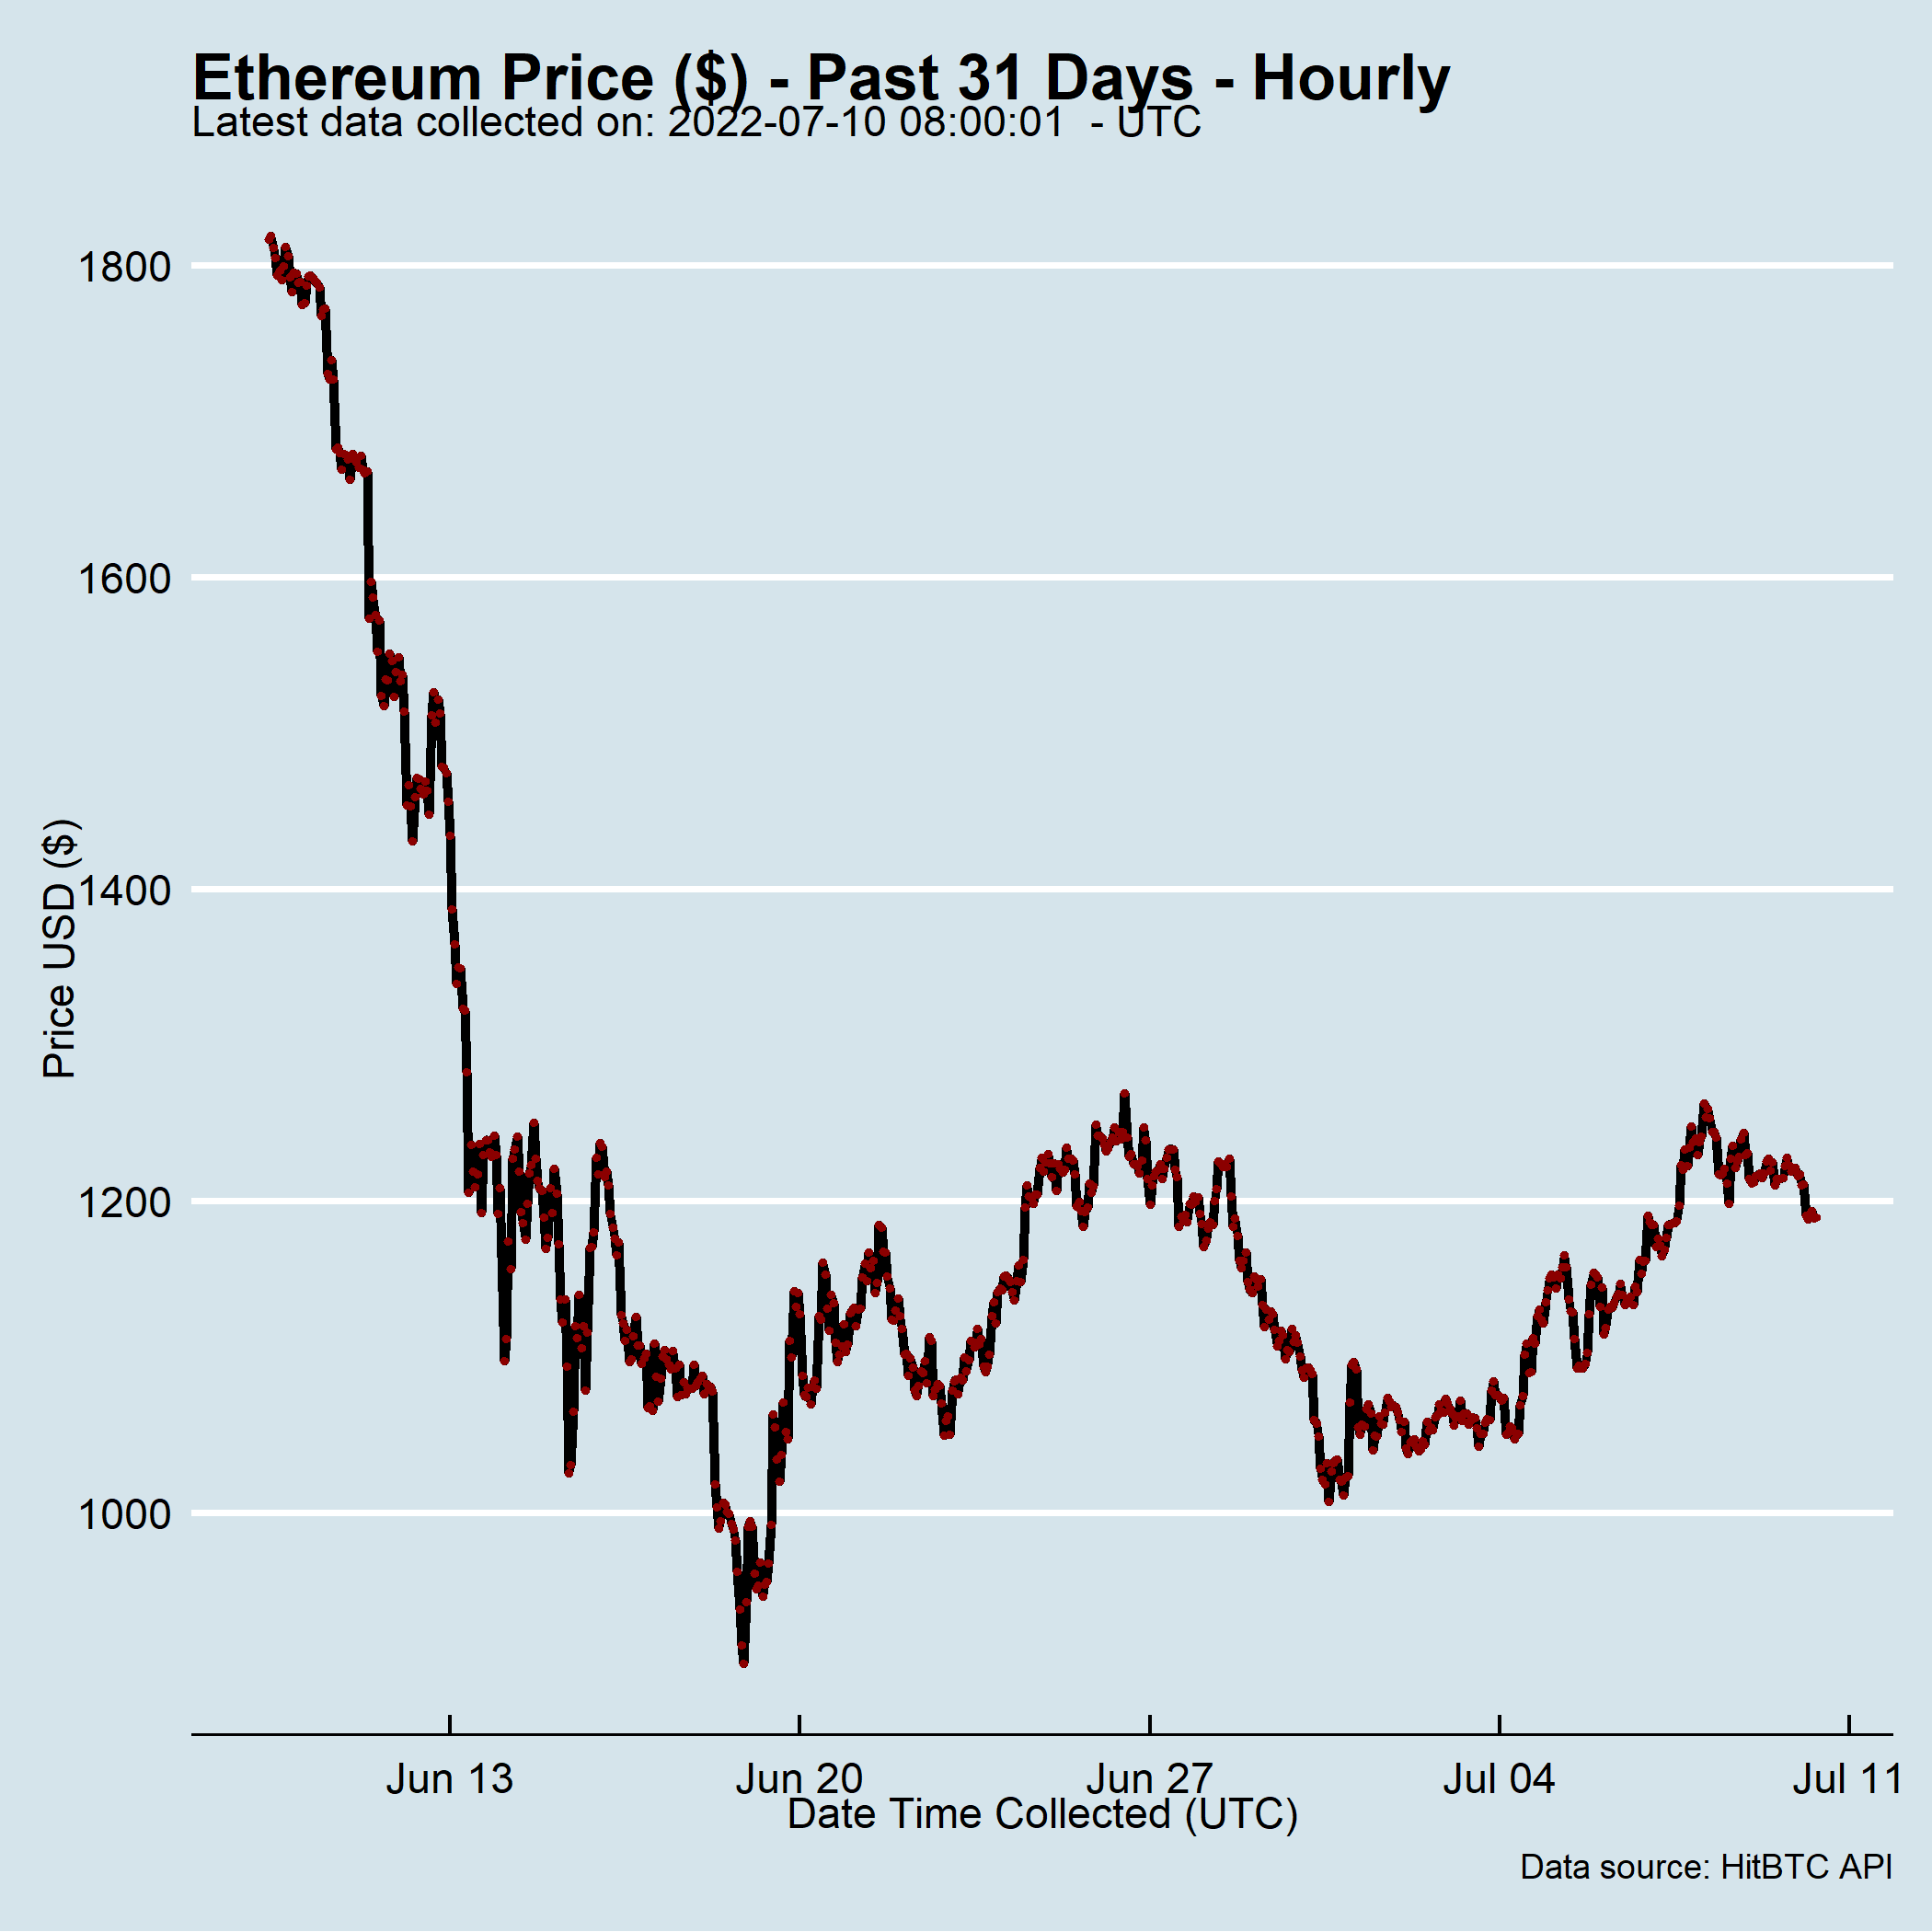 Ethereum Price ($) - Past 31 Days - Hourly
Latest data collected on: 2022-07-10 08:00:01  - UTC
1800
1600
1400
1200
1000
Price USD ($)
Jun 13
Jun 20
Jun 27
Jul 04
Jul 11
Date Time Collected (UTC)
Data source: HitBTC API